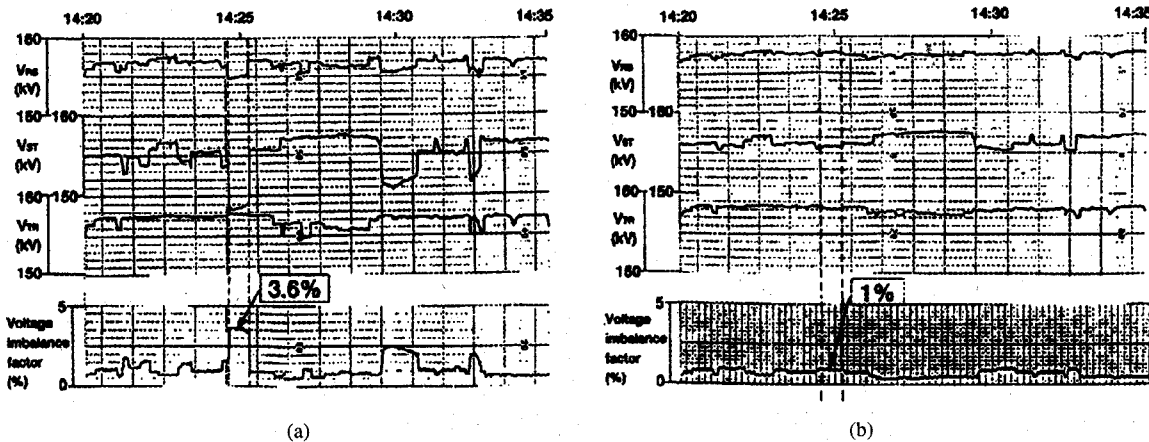 14:20 14:25 14:30 14:35
160
VRS
(kV)
150 160
VST
(kV)
160 150
VTR
(kV)
150
3.6%
5
Voltage
imbalance
factor
(%)
0
(a)
14:20 14:25 14:30 14:35
160
VRS
(kV)
150 160
VST
(kV)
160 150
VTR
(kV)
150
1%
5
Voltage
imbalance
factor
(%)
0
(b)